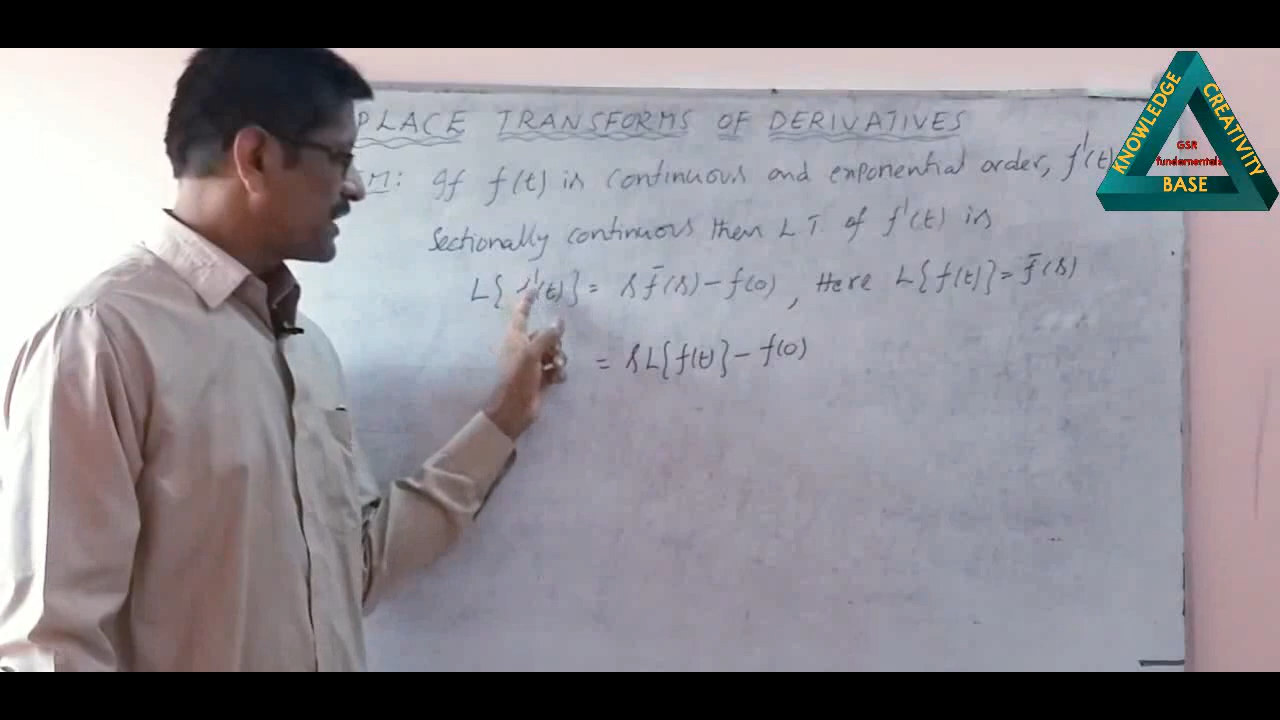 PLACE TRANSFORMS OF DERIVATIVES
M: If f(t) is continuous and exponential order, f'(t)
Sectionally continuous then L T. of f'(t) is
L{f'(t)} = s f̄(s) - f(0), Here L{f(t)} = f̄(s)
= sL{f(t)} - f(0)
KNOWLEDGE
CREATIVITY
BASE
GSR
fundamentals